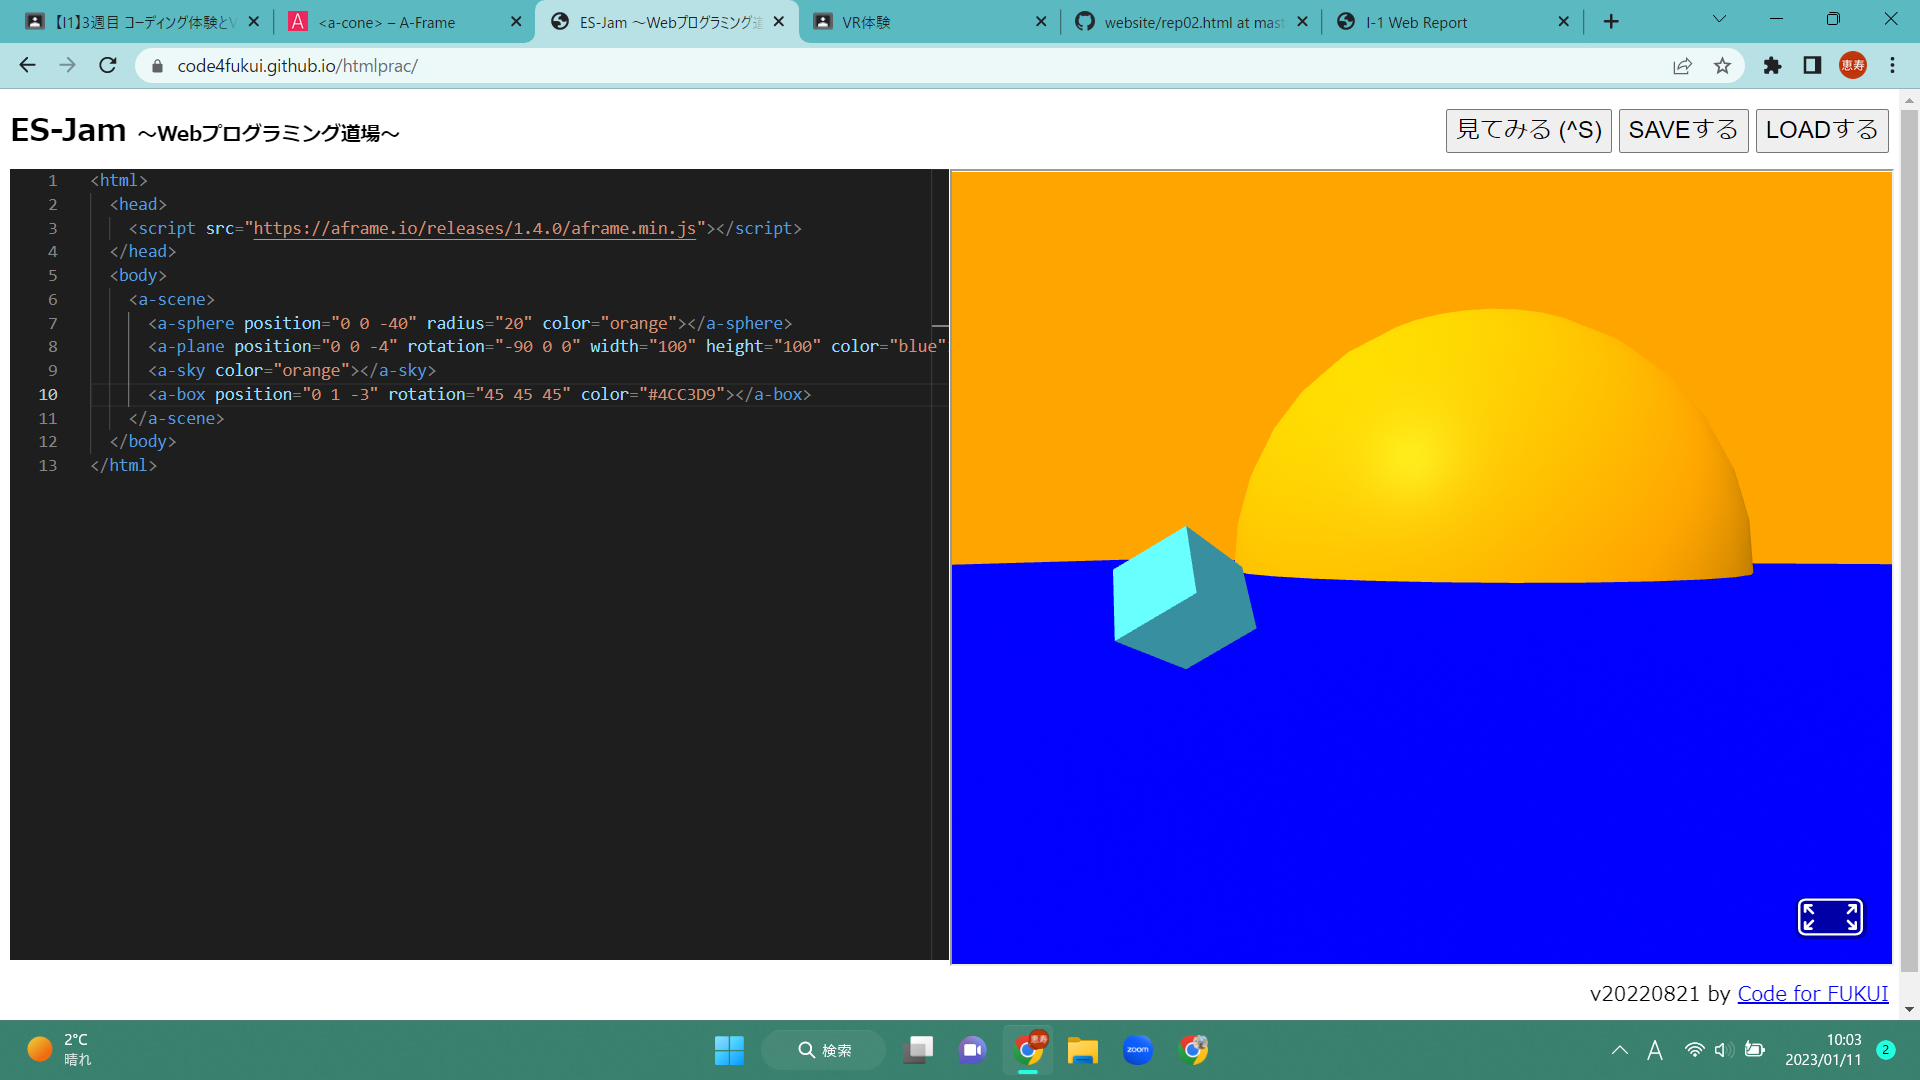 【I1】3週目 コーディング体験とV
<a-cone> – A-Frame
ES-Jam ～Webプログラミング道
VR体験
website/rep02.html at mast
I-1 Web Report
code4fukui.github.io/htmlprac/
恵寿
ES-Jam ～Webプログラミング道場～
見てみる (^S)
SAVEする
LOADする
1 <html>
2 <head>
3 <script src="https://aframe.io/releases/1.4.0/aframe.min.js"></script>
4 </head>
5 <body>
6 <a-scene>
7 <a-sphere position="0 0 -40" radius="20" color="orange"></a-sphere>
8 <a-plane position="0 0 -4" rotation="-90 0 0" width="100" height="100" color="blue"
9 <a-sky color="orange"></a-sky>
10 <a-box position="0 1 -3" rotation="45 45 45" color="#4CC3D9"></a-box>
11 </a-scene>
12 </body>
13 </html>
v20220821 by Code for FUKUI
2°C
晴れ
検索
恵寿
zoom
A
10:03
2023/01/11
2